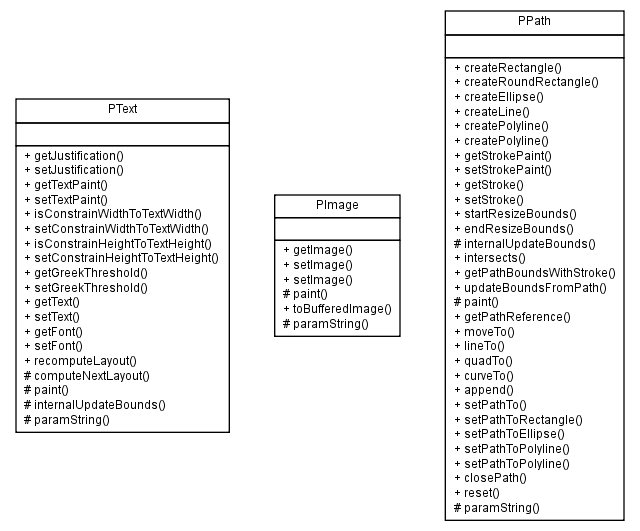 PText
+ getJustification()
+ setJustification()
+ getTextPaint()
+ setTextPaint()
+ isConstrainWidthToTextWidth()
+ setConstrainWidthToTextWidth()
+ isConstrainHeightToTextHeight()
+ setConstrainHeightToTextHeight()
+ getGreekThreshold()
+ setGreekThreshold()
+ getText()
+ setText()
+ getFont()
+ setFont()
+ recomputeLayout()
# computeNextLayout()
# paint()
# internalUpdateBounds()
# paramString()
PImage
+ getImage()
+ setImage()
+ setImage()
# paint()
+ toBufferedImage()
# paramString()
PPath
+ createRectangle()
+ createRoundRectangle()
+ createEllipse()
+ createLine()
+ createPolyline()
+ createPolyline()
+ getStrokePaint()
+ setStrokePaint()
+ getStroke()
+ setStroke()
+ startResizeBounds()
+ endResizeBounds()
# internalUpdateBounds()
+ intersects()
+ getPathBoundsWithStroke()
+ updateBoundsFromPath()
# paint()
+ getPathReference()
+ moveTo()
+ lineTo()
+ quadTo()
+ curveTo()
+ append()
+ setPathTo()
+ setPathToRectangle()
+ setPathToEllipse()
+ setPathToPolyline()
+ setPathToPolyline()
+ closePath()
+ reset()
# paramString()